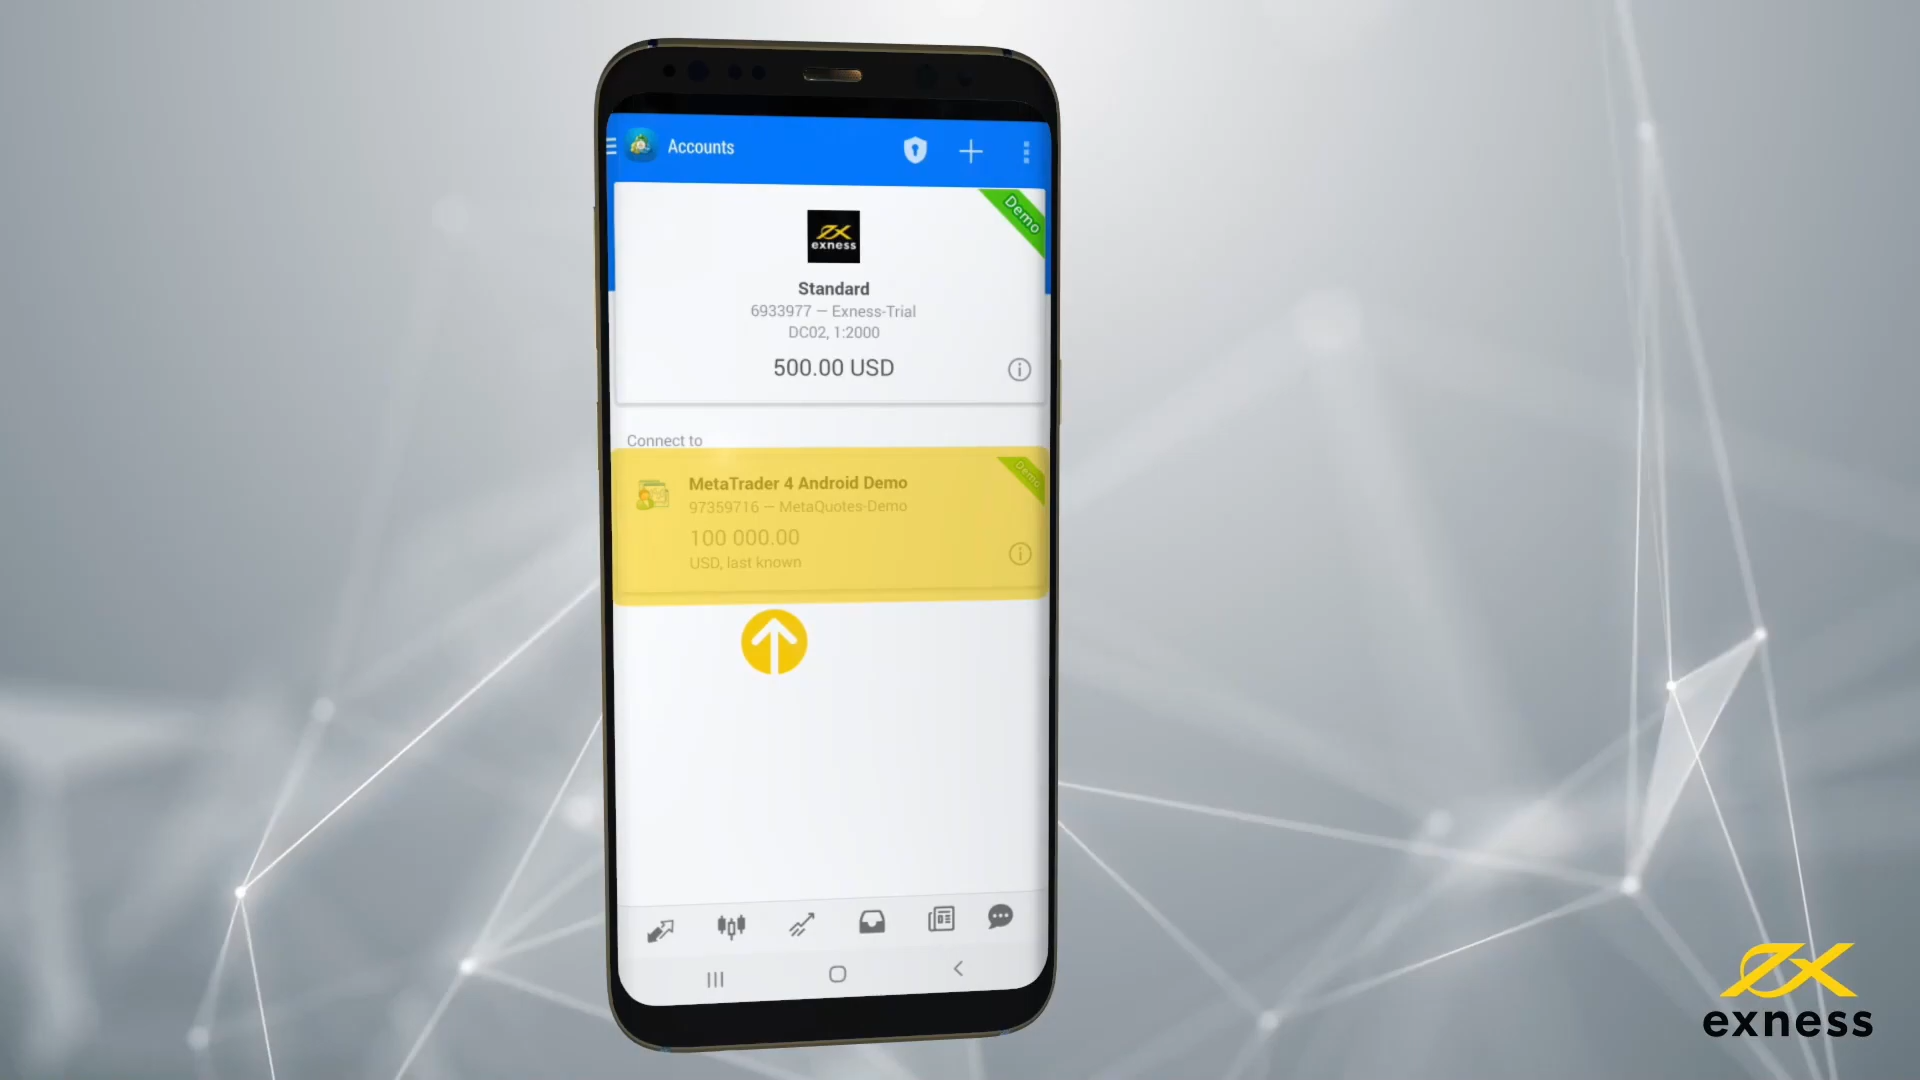 Accounts
Demo
exness
Standard
6933977 — Exness-Trial
DC02, 1:2000
500.00 USD
Connect to
MetaTrader 4 Android Demo
Demo
97359716 — MetaQuotes-Demo
100 000.00
USD, last known
exness